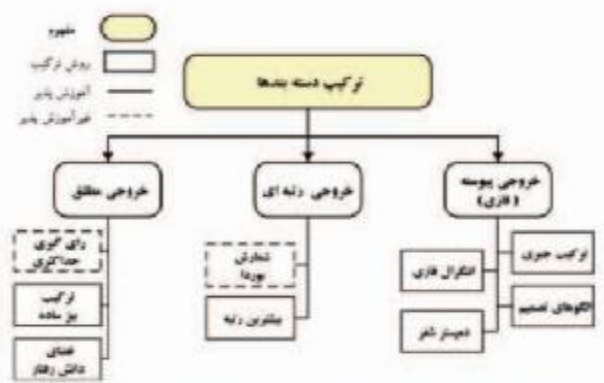 مفهوم
روش ترکیب
آموزش پذیر
غیرآموزش پذیر
ترکیب دسته بندها
خروجی پیوسته
(فازی)
خروجی رتبه ای
خروجی مطلق
ترکیب جبری
انتگرال فازی
الگوهای تصمیم
دمپستر شفر
شمارش
بوردا
بیشترین رتبه
رای گیری
حداکثری
ترکیب
بیز ساده
فضای
دانش رفتار